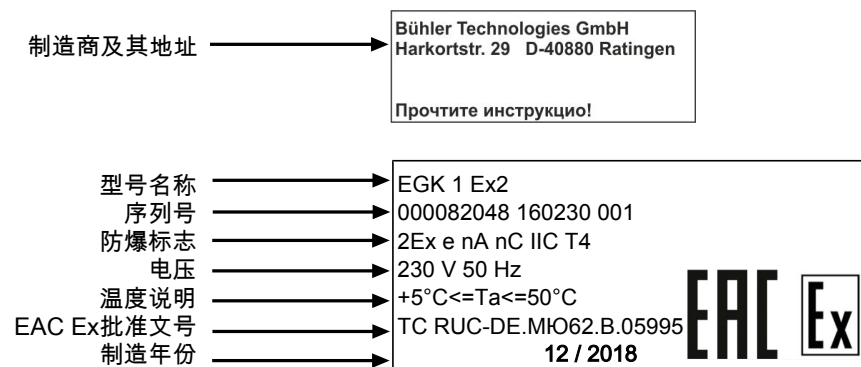 制造商及其地址
Bühler Technologies GmbH
Harkortstr. 29 D-40880 Ratingen
Прочтите инструкцио!
型号名称 EGK 1 Ex2
序列号 000082048 160230 001
防爆标志 2Ex e nA nC IIC T4
电压 230 V 50 Hz
温度说明 +5°C<=Ta<=50°C
EAC Ex批准文号 TC RUC-DE.МЮ62.B.05995
制造年份 12 / 2018
EAC Ex